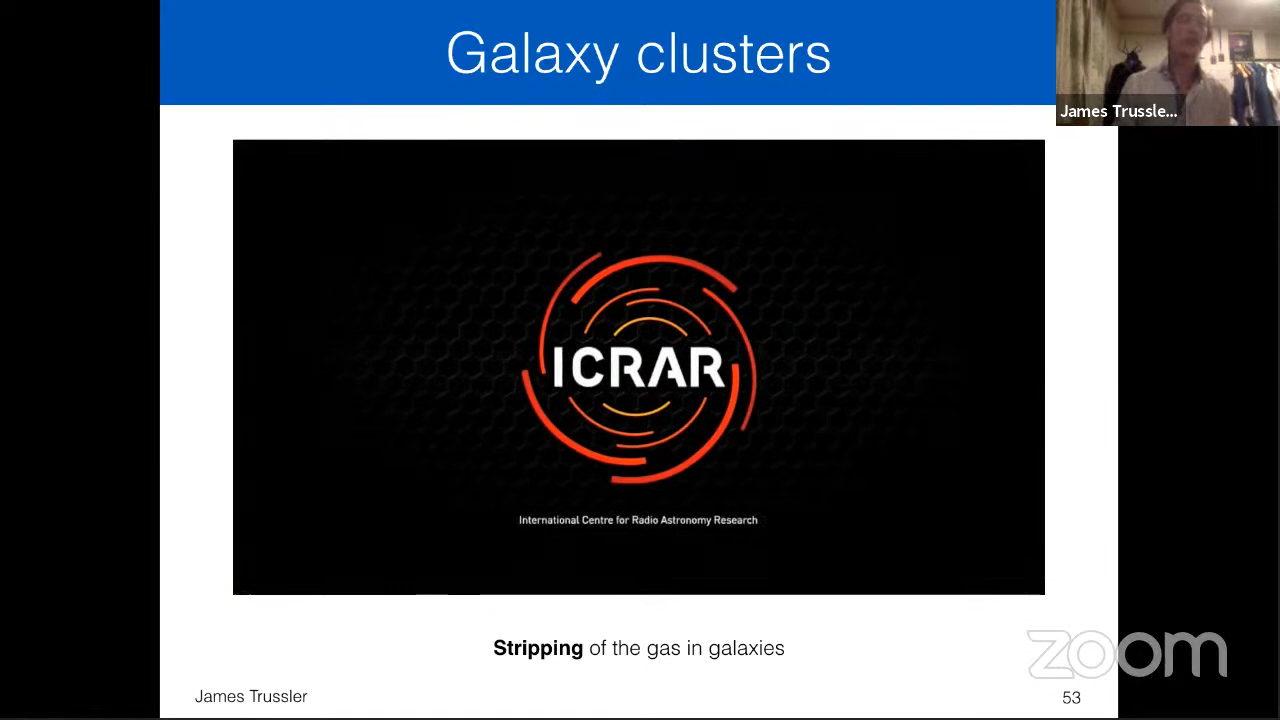 Galaxy clusters
James Trussle...
ICRAR
International Centre for Radio Astronomy Research
Stripping of the gas in galaxies
zoom
James Trussler
53